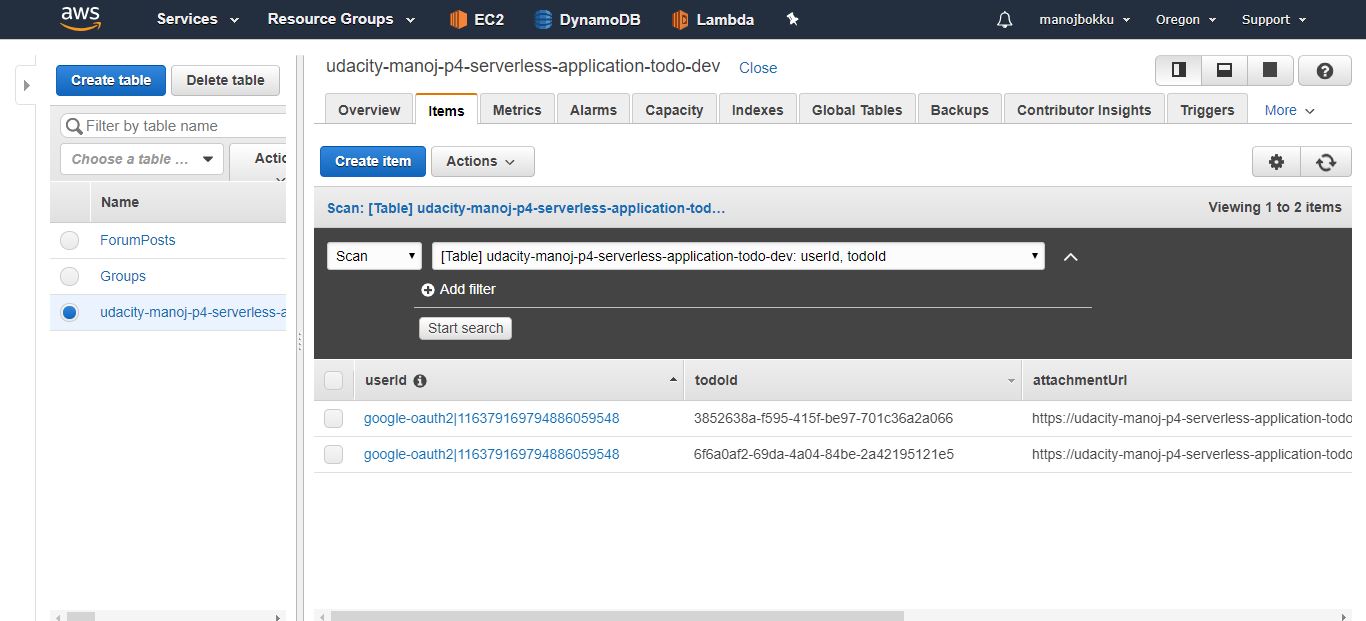 aws Services Resource Groups EC2 DynamoDB Lambda manojbokku Oregon Support
Create table Delete table
Filter by table name
Choose a table ... Actic
Name
ForumPosts
Groups
udacity-manoj-p4-serverless-a
udacity-manoj-p4-serverless-application-todo-dev Close
Overview Items Metrics Alarms Capacity Indexes Global Tables Backups Contributor Insights Triggers More
Create item Actions
Scan: [Table] udacity-manoj-p4-serverless-application-tod… Viewing 1 to 2 items
Scan [Table] udacity-manoj-p4-serverless-application-todo-dev: userId, todoId
Add filter
Start search
userId todoId attachmentUrl
google-oauth2|116379169794886059548 3852638a-f595-415f-be97-701c36a2a066 https://udacity-manoj-p4-serverless-application-todo
google-oauth2|116379169794886059548 6f6a0af2-69da-4a04-84be-2a42195121e5 https://udacity-manoj-p4-serverless-application-todo